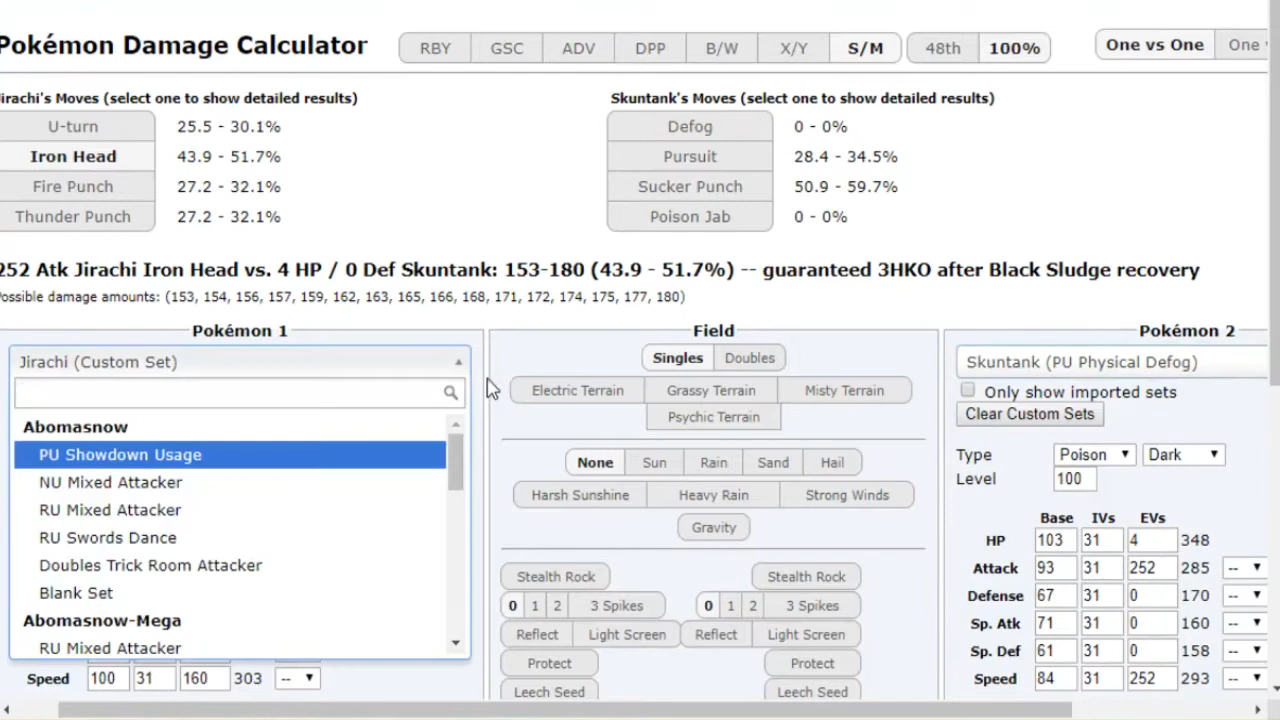 Pokémon Damage Calculator RBY GSC ADV DPP B/W X/Y S/M 48th 100% One vs One One
Jirachi's Moves (select one to show detailed results) Skuntank's Moves (select one to show detailed results)
U-turn 25.5 - 30.1% Defog 0 - 0%
Iron Head 43.9 - 51.7% Pursuit 28.4 - 34.5%
Fire Punch 27.2 - 32.1% Sucker Punch 50.9 - 59.7%
Thunder Punch 27.2 - 32.1% Poison Jab 0 - 0%
252 Atk Jirachi Iron Head vs. 4 HP / 0 Def Skuntank: 153-180 (43.9 - 51.7%) -- guaranteed 3HKO after Black Sludge recovery
Possible damage amounts: (153, 154, 156, 157, 159, 162, 163, 165, 166, 168, 171, 172, 174, 175, 177, 180)
Pokémon 1
Jirachi (Custom Set)
Abomasnow
PU Showdown Usage
NU Mixed Attacker
RU Mixed Attacker
RU Swords Dance
Doubles Trick Room Attacker
Blank Set
Abomasnow-Mega
RU Mixed Attacker
Speed 100 31 160 303 --
Field
Singles Doubles
Electric Terrain Grassy Terrain Misty Terrain
Psychic Terrain
None Sun Rain Sand Hail
Harsh Sunshine Heavy Rain Strong Winds
Gravity
Stealth Rock Stealth Rock
0 1 2 3 Spikes 0 1 2 3 Spikes
Reflect Light Screen Reflect Light Screen
Protect Protect
Leech Seed Leech Seed
Pokémon 2
Skuntank (PU Physical Defog)
Only show imported sets
Clear Custom Sets
Type Poison Dark
Level 100
Base IVs EVs
HP 103 31 4 348
Attack 93 31 252 285 --
Defense 67 31 0 170 --
Sp. Atk 71 31 0 160 --
Sp. Def 61 31 0 158 --
Speed 84 31 252 293 --